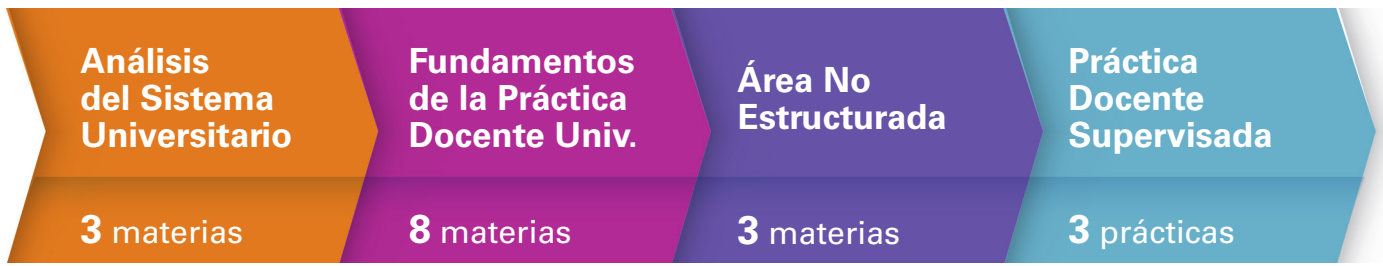 Análisis
del Sistema
Universitario
3 materias
Fundamentos
de la Práctica
Docente Univ.
8 materias
Área No
Estructurada
3 materias
Práctica
Docente
Supervisada
3 prácticas